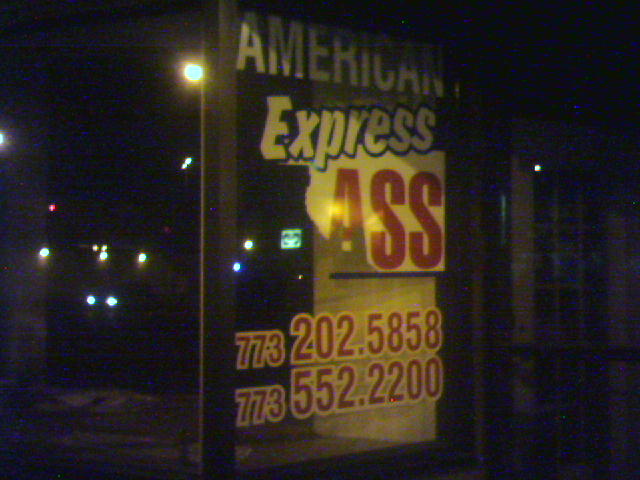 AMERICAN
Express
ASS
773 202.5858
773 552.2200